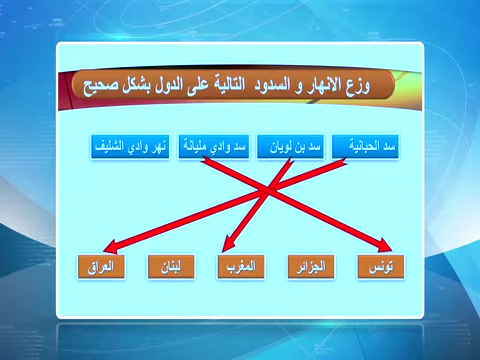 وزع الانهار و السدود التالية على الدول بشكل صحيح
سد الحبانية سد بن لويان سد وادي مليانة نهر وادي الشليف
تونس الجزائر المغرب لبنان العراق